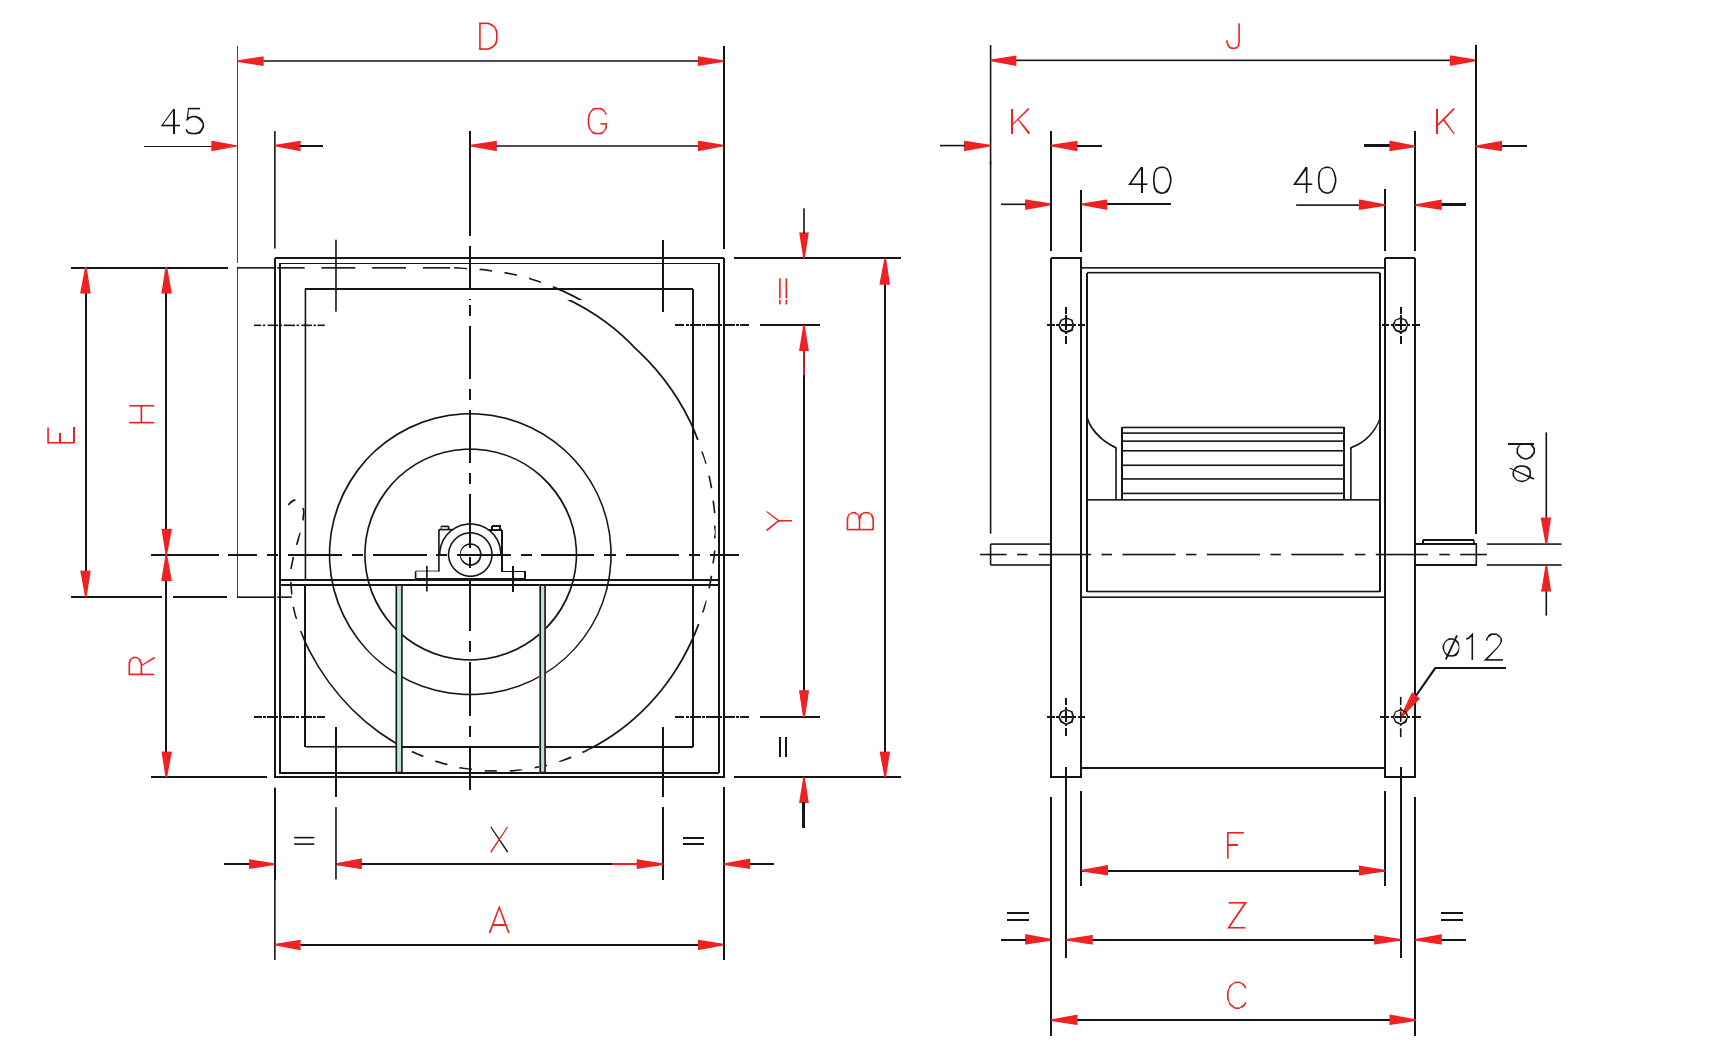 D
J
45
G
K
K
40
40
=
H
E
Y
B
ød
R
ø12
=
=
X
=
F
A
=
Z
=
C